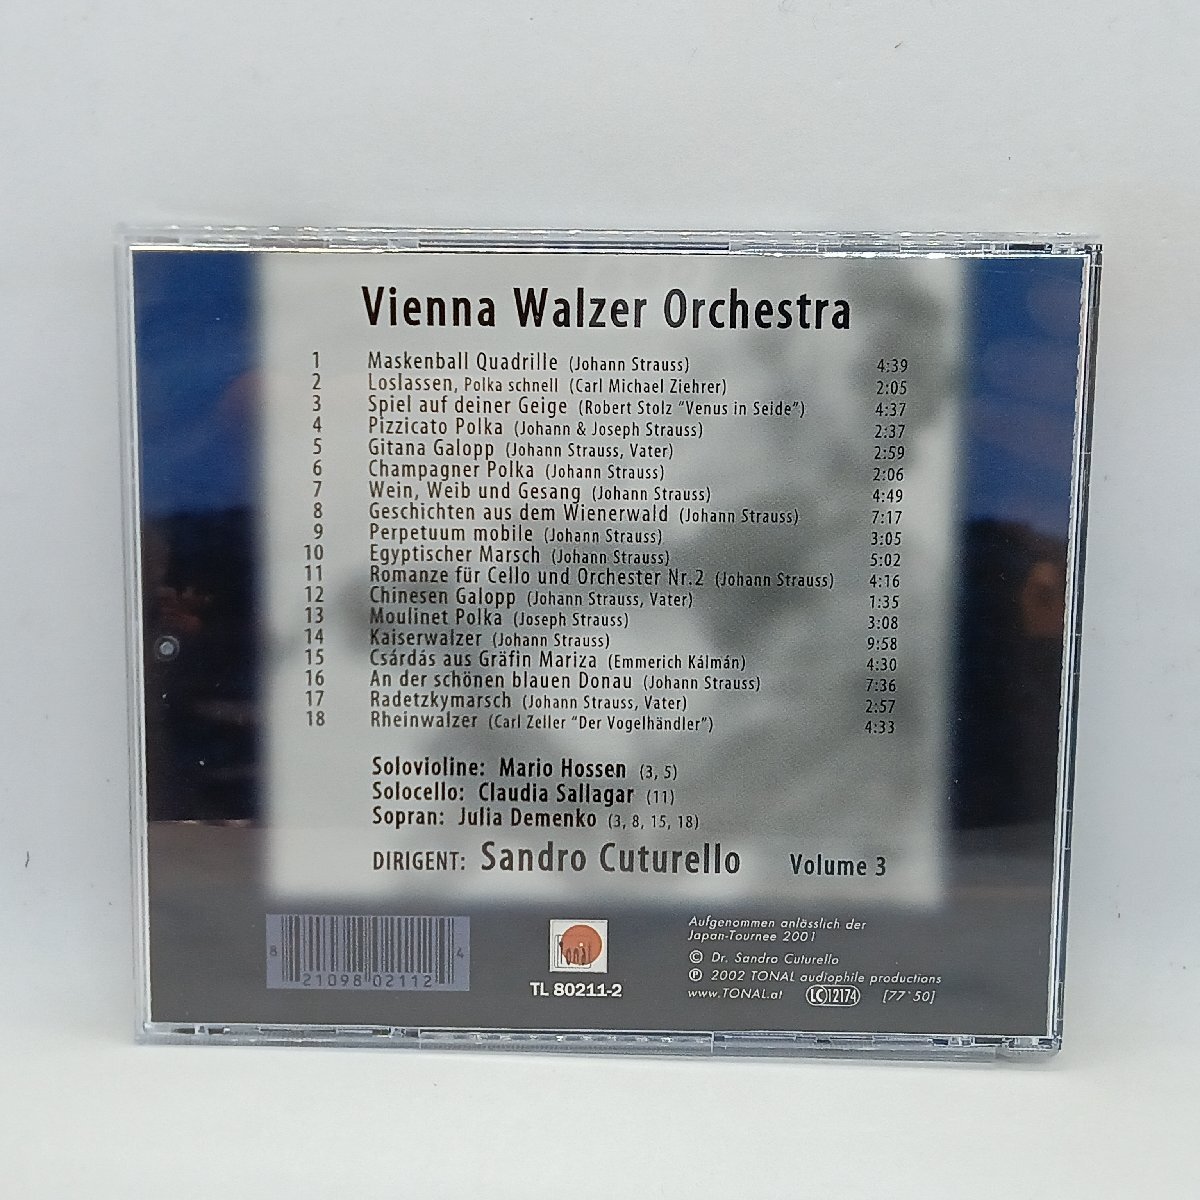 Vienna Walzer Orchestra
1 Maskenball Quadrille (Johann Strauss) 4:39
2 Loslassen, Polka schnell (Carl Michael Ziehrer) 2:05
3 Spiel auf deiner Geige (Robert Stolz "Venus in Seide") 4:37
4 Pizzicato Polka (Johann & Joseph Strauss) 2:37
5 Gitana Galopp (Johann Strauss, Vater) 2:59
6 Champagner Polka (Johann Strauss) 2:06
7 Wein, Weib und Gesang (Johann Strauss) 4:49
8 Geschichten aus dem Wienerwald (Johann Strauss) 7:17
9 Perpetuum mobile (Johann Strauss) 3:05
10 Egyptischer Marsch (Johann Strauss) 5:02
11 Romanze für Cello und Orchester Nr.2 (Johann Strauss) 4:16
12 Chinesen Galopp (Johann Strauss, Vater) 1:35
13 Moulinet Polka (Joseph Strauss) 3:08
14 Kaiserwalzer (Johann Strauss) 9:58
15 Csárdás aus Gräfin Mariza (Emmerich Kálmán) 4:30
16 An der schönen blauen Donau (Johann Strauss) 7:36
17 Radetzkymarsch (Johann Strauss, Vater) 2:57
18 Rheinwalzer (Carl Zeller "Der Vogelhändler") 4:33
Solovioline: Mario Hossen (3, 5)
Solocello: Claudia Sallagar (11)
Sopran: Julia Demenko (3, 8, 15, 18)
DIRIGENT: Sandro Cuturello Volume 3
8 21098 02112 4
Tonal
TL 80211-2
Aufgenommen anlässlich der
Japan-Tournee 2001
© Dr. Sandro Cuturello
℗ 2002 TONAL audiophile productions
www.TONAL.at LC 12174 [77`50]